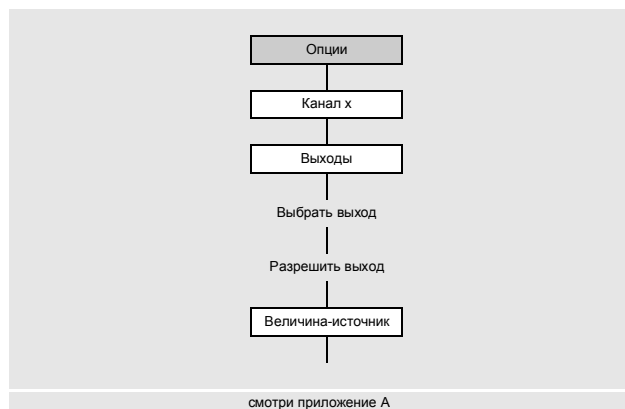 Опции
Канал x
Выходы
Выбрать выход
Разрешить выход
Величина-источник
смотри приложение A